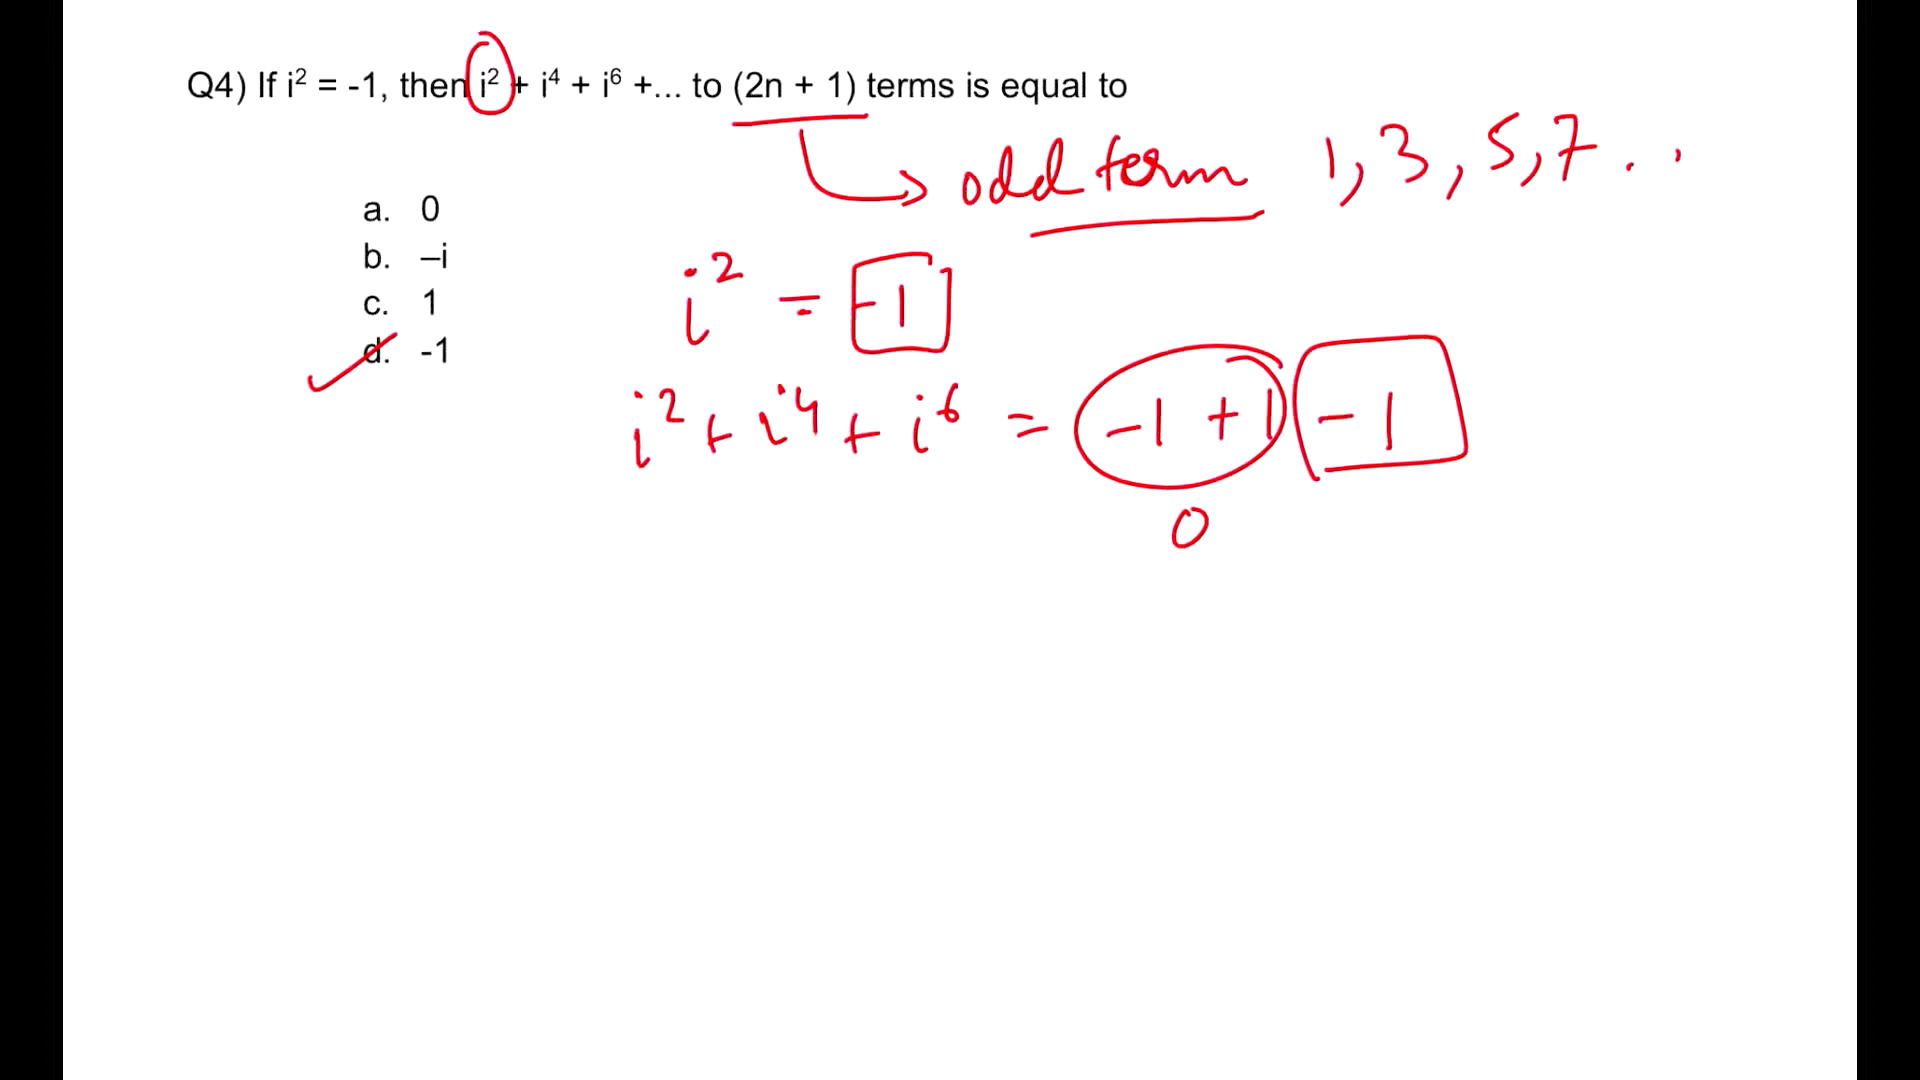 Q4) If i² = -1, then i² + i⁴ + i⁶ +... to (2n + 1) terms is equal to
odd term 1, 3, 5, 7 . .
a. 0
b. –i
c. 1
d. -1
i² = -1
i² + i⁴ + i⁶ = -1 + 1 - 1
0